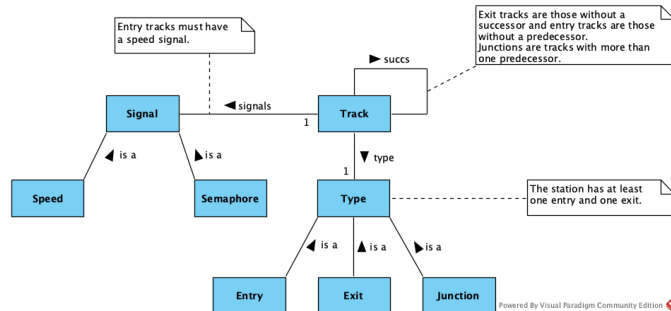 Entry tracks must have
a speed signal.
Exit tracks are those without a
successor and entry tracks are those
without a predecessor.
Junctions are tracks with more than
one predecessor.
succs
Signal
signals
1
Track
is a
is a
type
1
Speed
Semaphore
Type
The station has at least
one entry and one exit.
is a
is a
is a
Entry
Exit
Junction
Powered By Visual Paradigm Community Edition